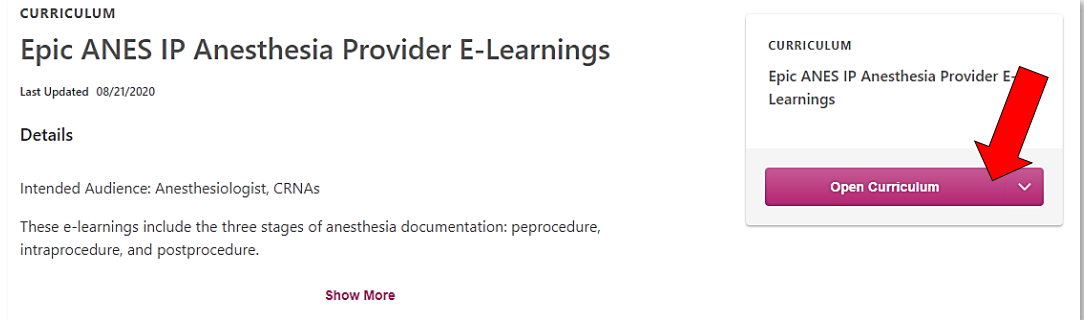 CURRICULUM
Epic ANES IP Anesthesia Provider E-Learnings
Last Updated 08/21/2020
Details
Intended Audience: Anesthesiologist, CRNAs
These e-learnings include the three stages of anesthesia documentation: peprocedure,
intraprocedure, and postprocedure.
Show More
CURRICULUM
Epic ANES IP Anesthesia Provider E-
Learnings
Open Curriculum